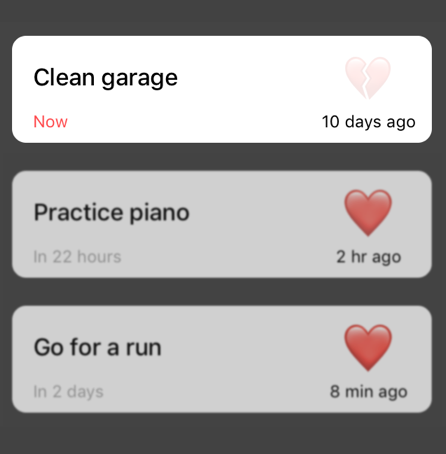 Clean garage
Now
10 days ago
Practice piano
In 22 hours
2 hr ago
Go for a run
In 2 days
8 min ago